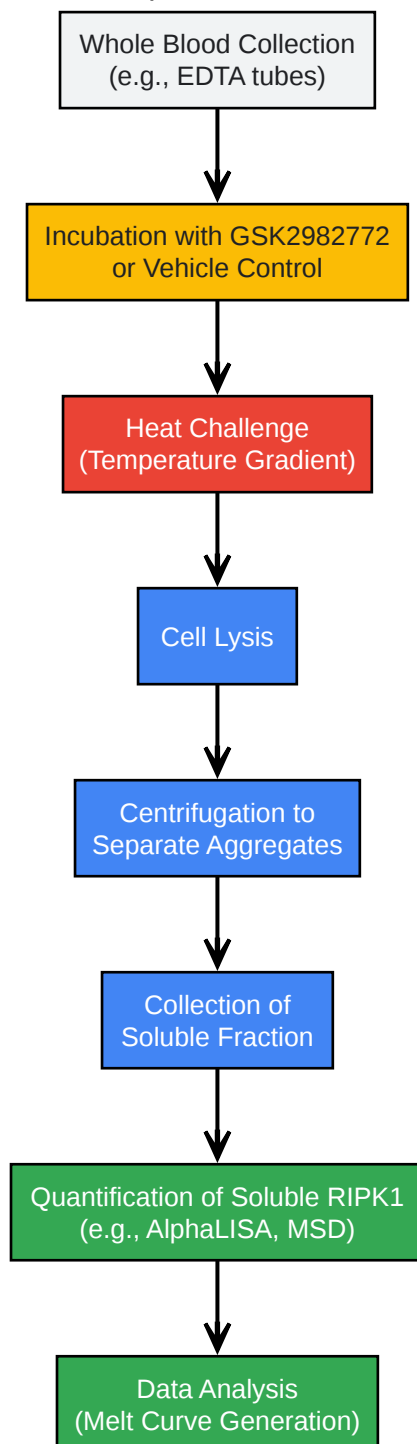 Whole Blood Collection
(e.g., EDTA tubes)
Incubation with GSK2982772
or Vehicle Control
Heat Challenge
(Temperature Gradient)
Cell Lysis
Centrifugation to
Separate Aggregates
Collection of
Soluble Fraction
Quantification of Soluble RIPK1
(e.g., AlphaLISA, MSD)
Data Analysis
(Melt Curve Generation)